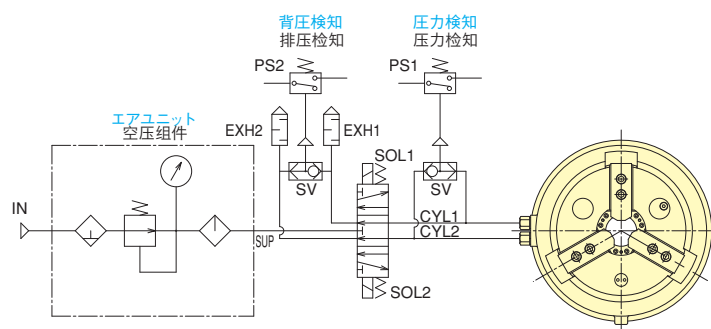 背圧検知
排压检知
圧力検知
压力检知
PS2
PS1
エアユニット
空压组件
EXH2
EXH1
SOL1
SV
SV
IN
CYL1
CYL2
SUP
SOL2